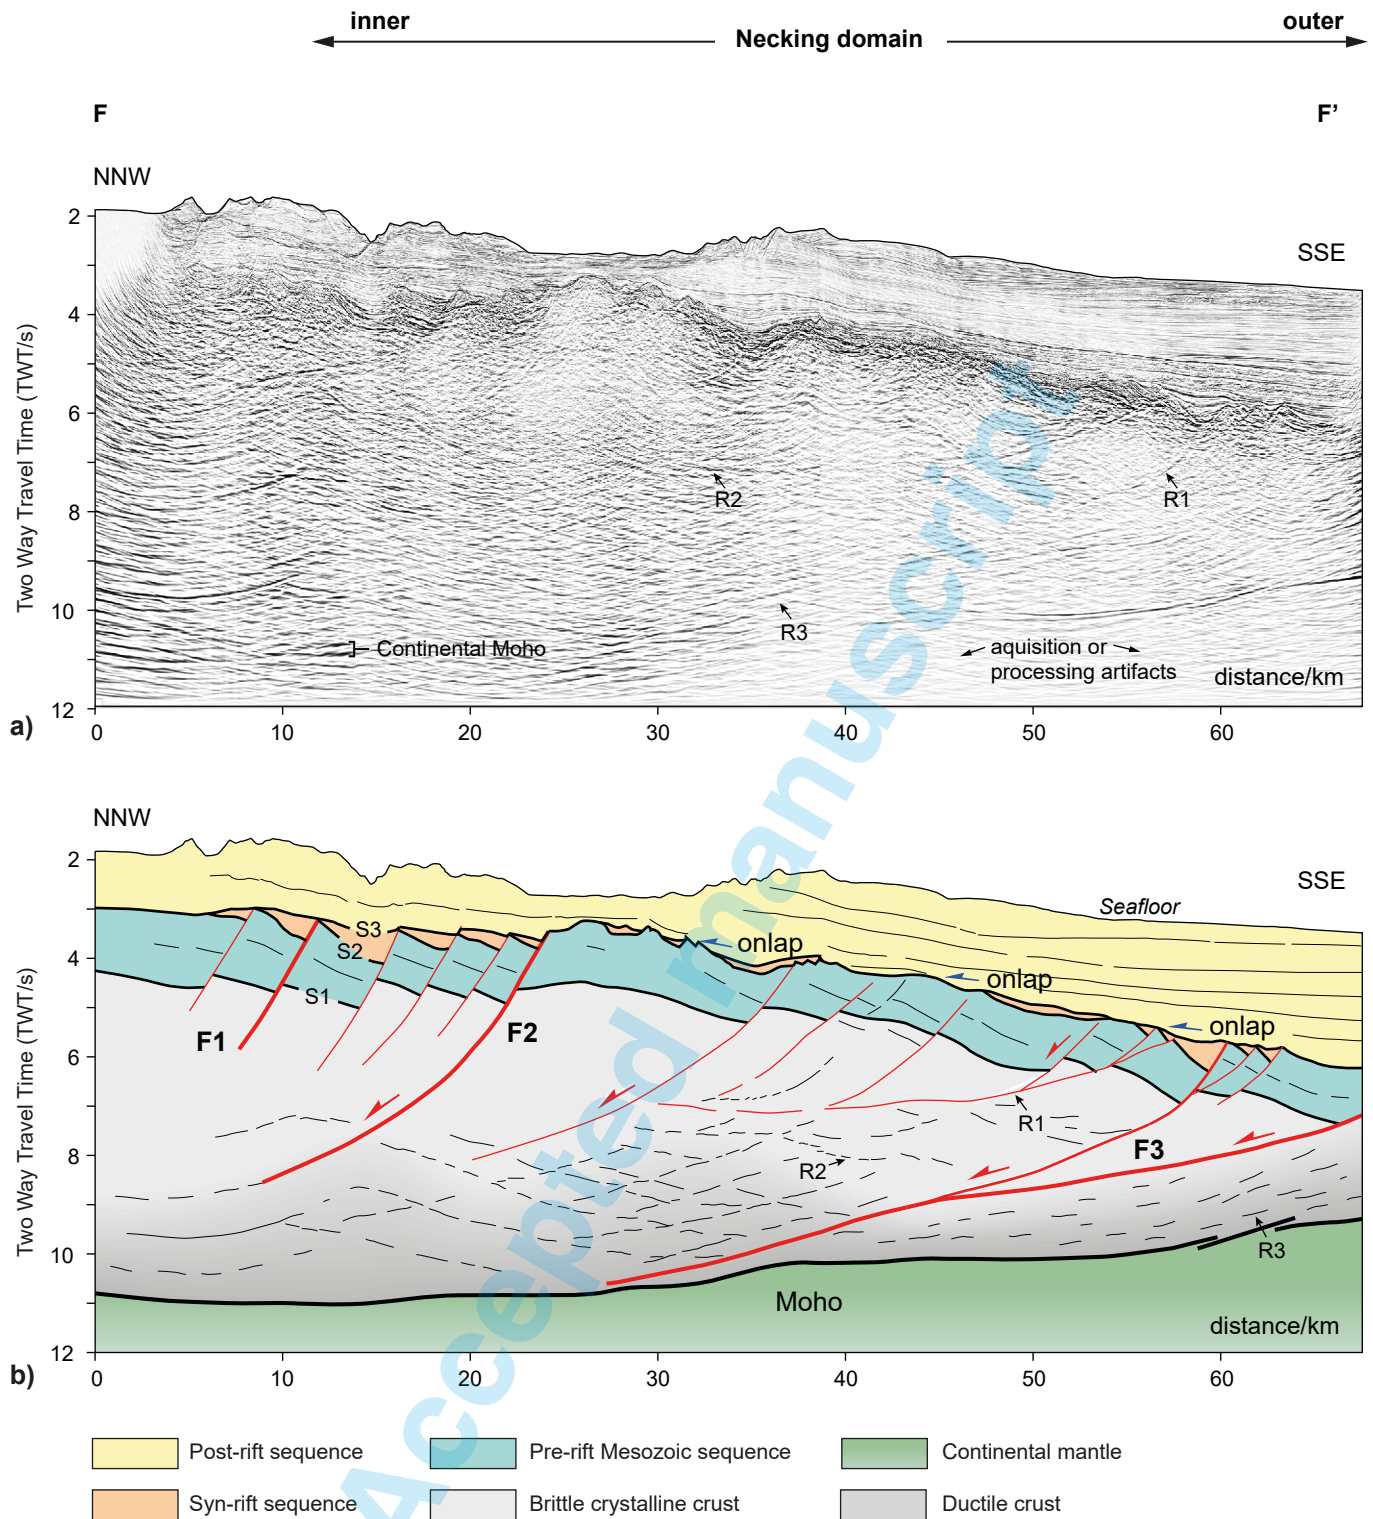 inner
outer
Necking domain
F
F’
NNW
SSE
Two Way Travel Time (TWT/s)
2
4
6
8
10
12
R2
R1
R3
Continental Moho
aquisition or
processing artifacts
distance/km
a)
0
10
20
30
40
50
60
NNW
SSE
Seafloor
Two Way Travel Time (TWT/s)
2
4
6
8
10
12
S3
S2
S1
onlap
onlap
onlap
F1
F2
F3
R1
R2
R3
Moho
distance/km
b)
0
10
20
30
40
50
60
Post-rift sequence
Pre-rift Mesozoic sequence
Continental mantle
Syn-rift sequence
Brittle crystalline crust
Ductile crust
Accepted manuscript